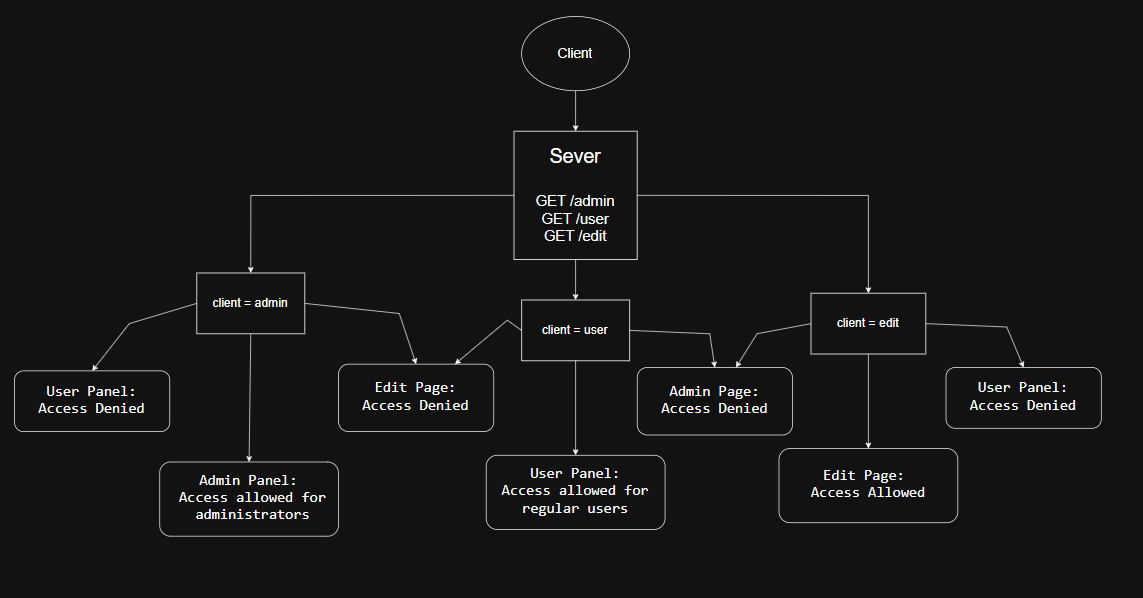 Client
Sever
GET /admin
GET /user
GET /edit
client = admin
client = user
client = edit
User Panel:
Access Denied
Edit Page:
Access Denied
Admin Page:
Access Denied
User Panel:
Access Denied
Admin Panel:
Access allowed for
administrators
User Panel:
Access allowed for
regular users
Edit Page:
Access Allowed